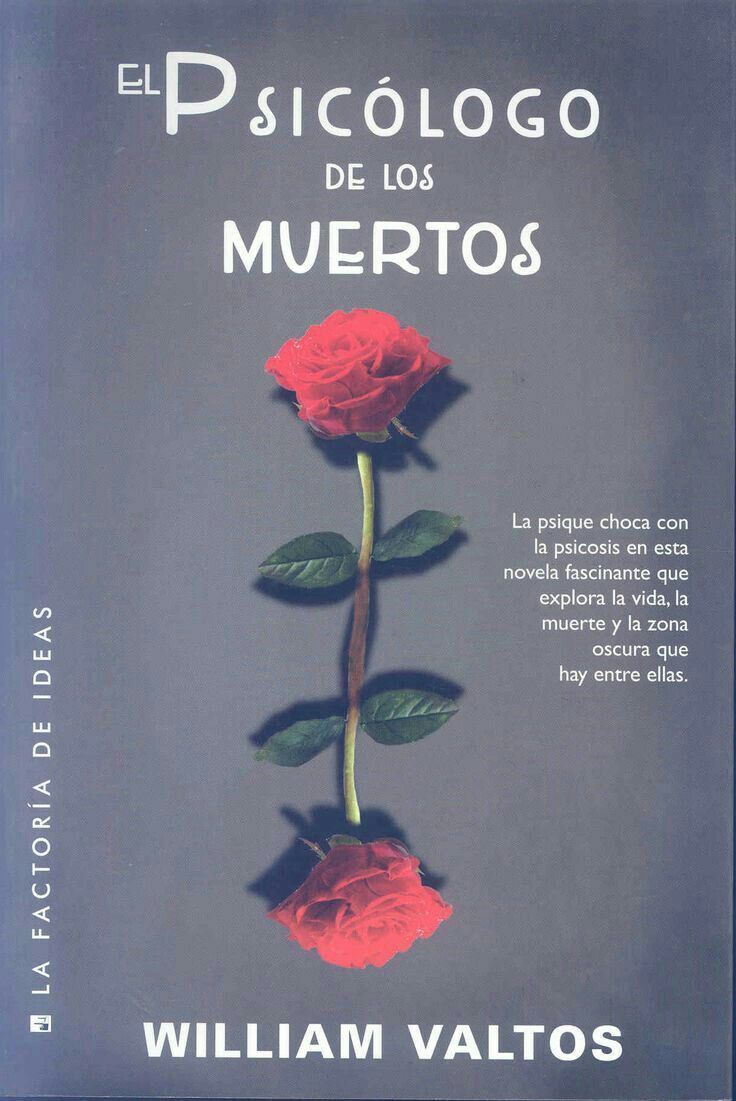 EL PSICÓLOGO
DE LOS
MUERTOS
La psique choca con
la psicosis en esta
novela fascinante que
explora la vida, la
muerte y la zona
oscura que
hay entre ellas.
LA FACTORÍA DE IDEAS
WILLIAM VALTOS